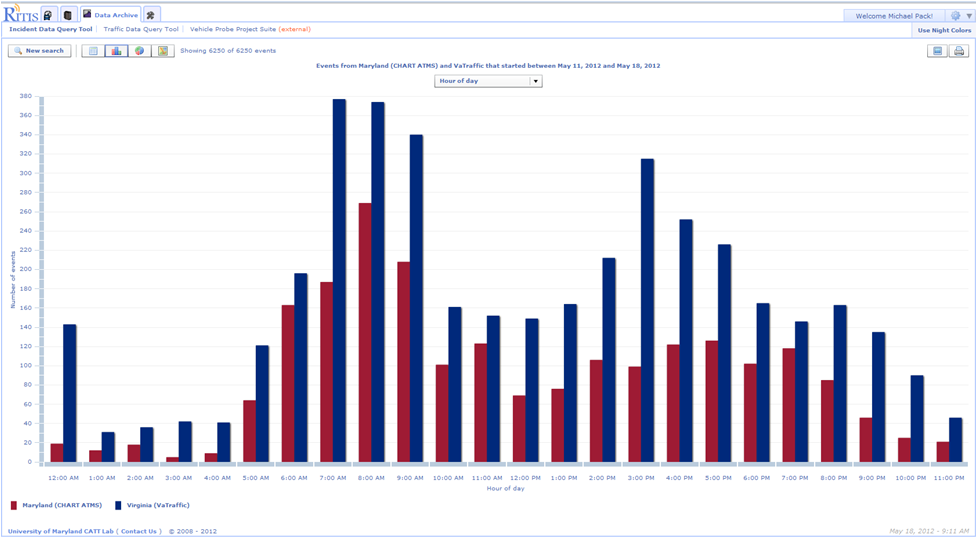 RITIS
Data Archive
Welcome Michael Pack!
Incident Data Query Tool | Traffic Data Query Tool | Vehicle Probe Project Suite (external)
Use Night Colors
New search
Showing 6230 of 6250 events
Events from Maryland (CHART ATMS) and VaTraffic that started between May 11, 2012 and May 18, 2012
Hour of day
380
360
340
320
300
280
260
240
220
200
180
160
140
120
100
80
60
40
20
0
Number of events
12:00 AM 1:00 AM 2:00 AM 3:00 AM 4:00 AM 5:00 AM 6:00 AM 7:00 AM 8:00 AM 9:00 AM 10:00 AM 11:00 AM 12:00 PM 1:00 PM 2:00 PM 3:00 PM 4:00 PM 5:00 PM 6:00 PM 7:00 PM 8:00 PM 9:00 PM 10:00 PM 11:00 PM
Hour of day
Maryland (CHART ATMS) Virginia (VaTraffic)
University of Maryland CATT Lab ( Contact Us ) © 2008 - 2012
May 18, 2012 - 9:11 AM